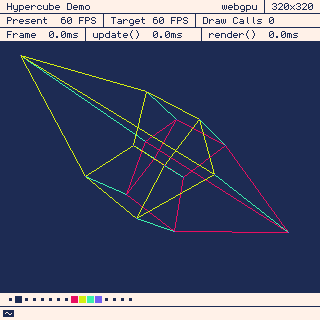 Hypercube Demo webgpu 320x320
Present 60 FPS Target 60 FPS Draw Calls 0
Frame 0.0ms update() 0.0ms render() 0.0ms
~